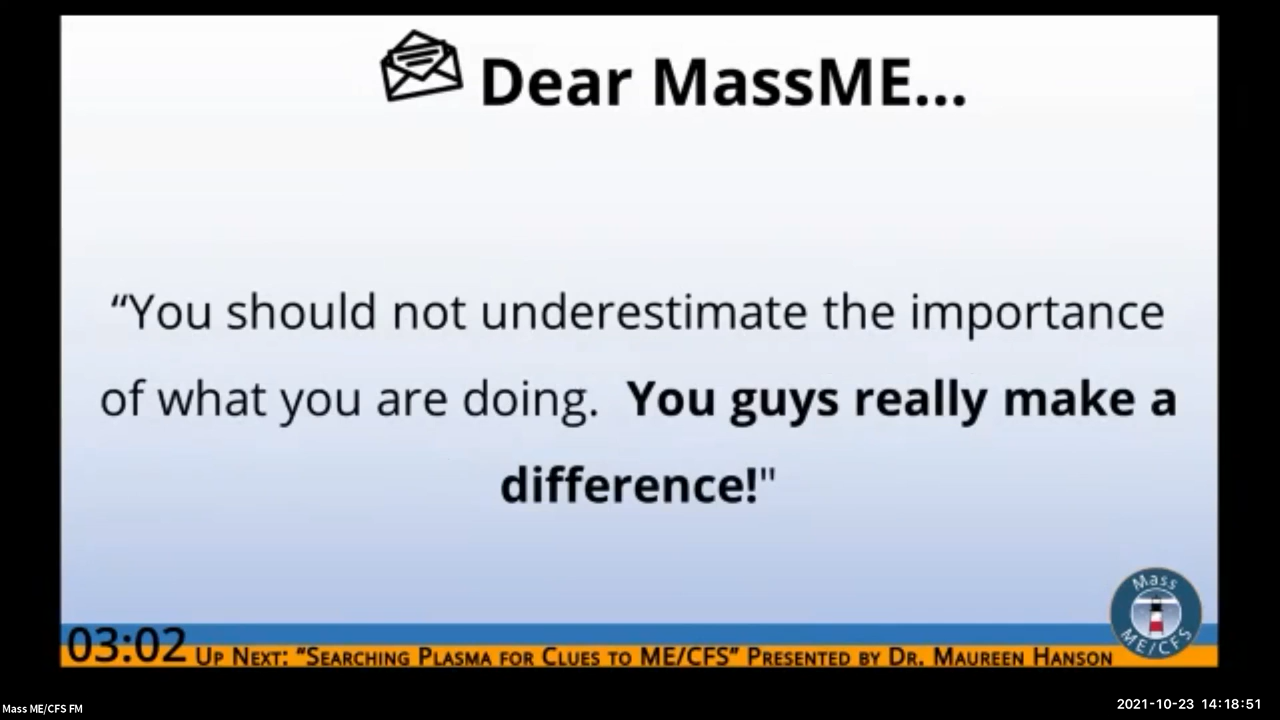 Dear MassME...
“You should not underestimate the importance
of what you are doing. You guys really make a
difference!"
Mass
ME/CFS
03:02
Up Next: “Searching Plasma for Clues to ME/CFS” Presented by Dr. Maureen Hanson
Mass ME/CFS FM
2021-10-23 14:18:51